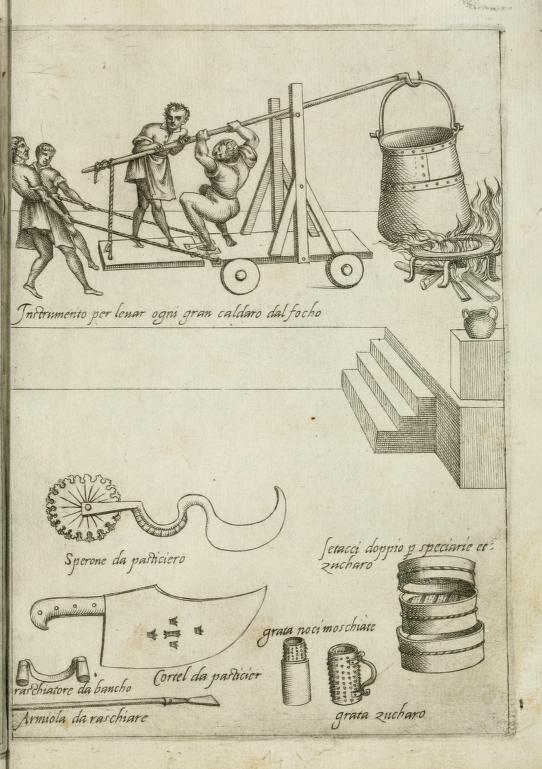 Instrumento per leuar ogni gran caldaro dal focho
Sperone da pasticiero
setacci doppio p speciarie et
zucharo
grata noci moschiate
Cortel da pasticier
raschiatore da bancho
Armola da raschiare
grata zucharo